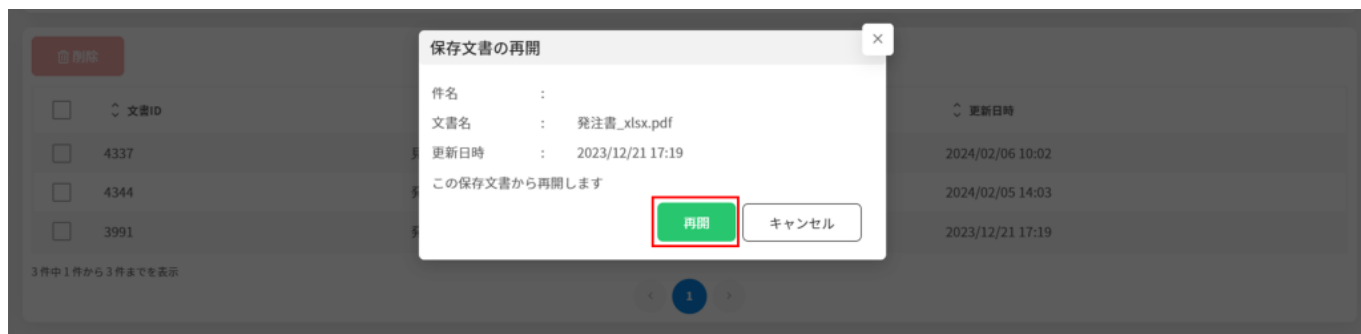 保存文書の再開
×
削除
件名 :
文書ID
更新日時
文書名 : 発注書_xlsx.pdf
4337
更新日時 : 2023/12/21 17:19
2024/02/06 10:02
この保存文書から再開します
4344
2024/02/05 14:03
再開 キャンセル
3991
2023/12/21 17:19
3件中1件から3件までを表示
‹ 1 ›